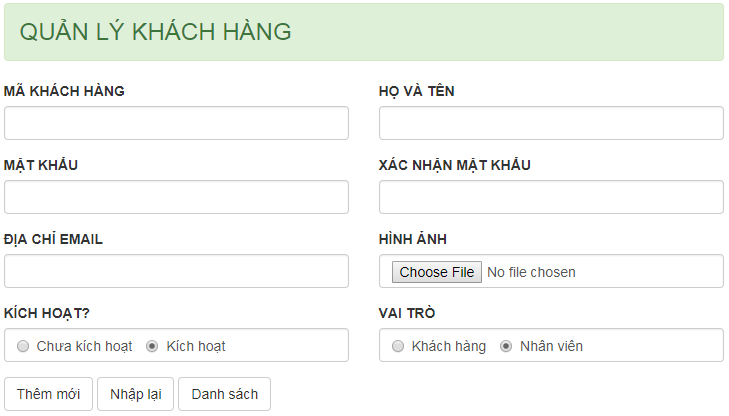 QUẢN LÝ KHÁCH HÀNG
MÃ KHÁCH HÀNG HỌ VÀ TÊN
MẬT KHẨU XÁC NHẬN MẬT KHẨU
ĐỊA CHỈ EMAIL HÌNH ẢNH
Choose File No file chosen
KÍCH HOẠT? VAI TRÒ
Chưa kích hoạt Kích hoạt Khách hàng Nhân viên
Thêm mới Nhập lại Danh sách